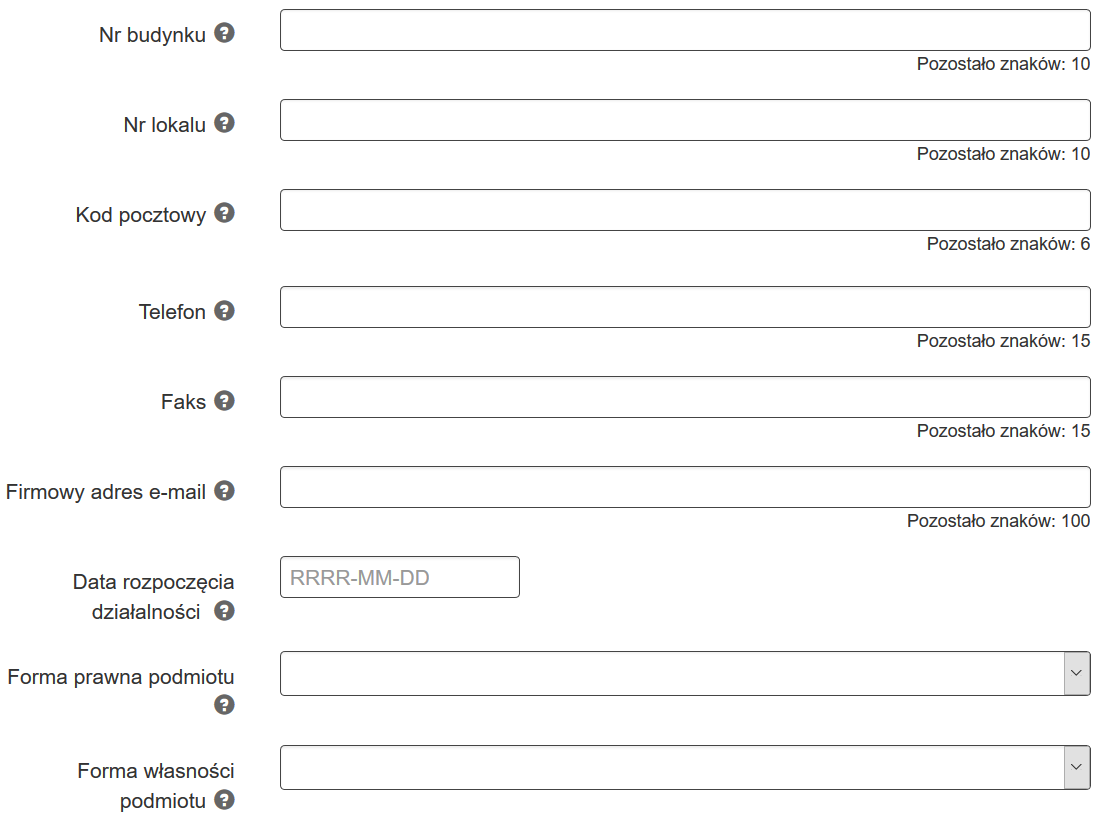 Nr budynku
Pozostało znaków: 10
Nr lokalu
Pozostało znaków: 10
Kod pocztowy
Pozostało znaków: 6
Telefon
Pozostało znaków: 15
Faks
Pozostało znaków: 15
Firmowy adres e-mail
Pozostało znaków: 100
Data rozpoczęcia
działalności
RRRR-MM-DD
Forma prawna podmiotu
Forma własności
podmiotu